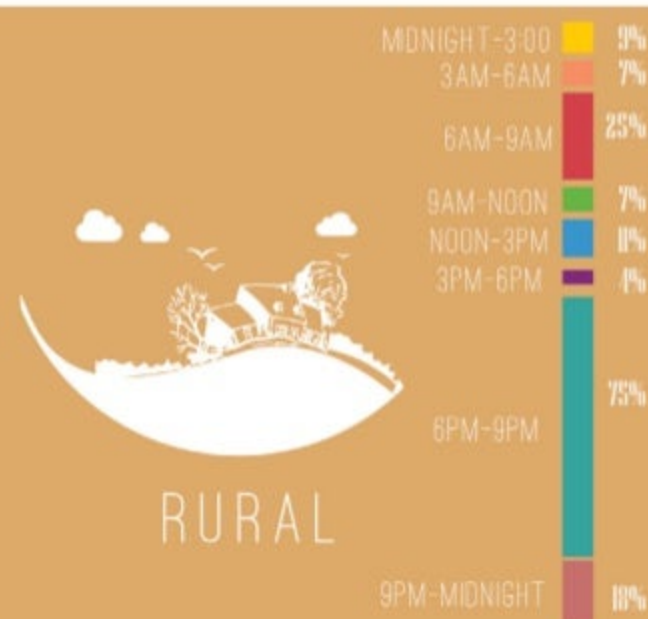 MIDNIGHT-3:00 9%
3AM-6AM 7%
6AM-9AM 25%
9AM-NOON 7%
NOON-3PM 11%
3PM-6PM 4%
6PM-9PM 75%
RURAL
9PM-MIDNIGHT 18%